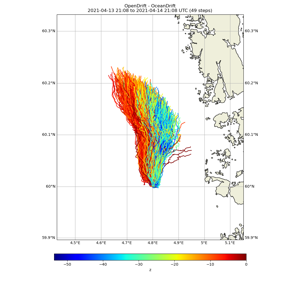 OpenDrift - OceanDrift
2021-04-13 21:08 to 2021-04-14 21:08 UTC (49 steps)
60.3°N 60.3°N
60.2°N 60.2°N
60.1°N 60.1°N
60°N 60°N
59.9°N 59.9°N
4.5°E 4.6°E 4.7°E 4.8°E 4.9°E 5°E 5.1°E
−50 −40 −30 −20 −10 0
z